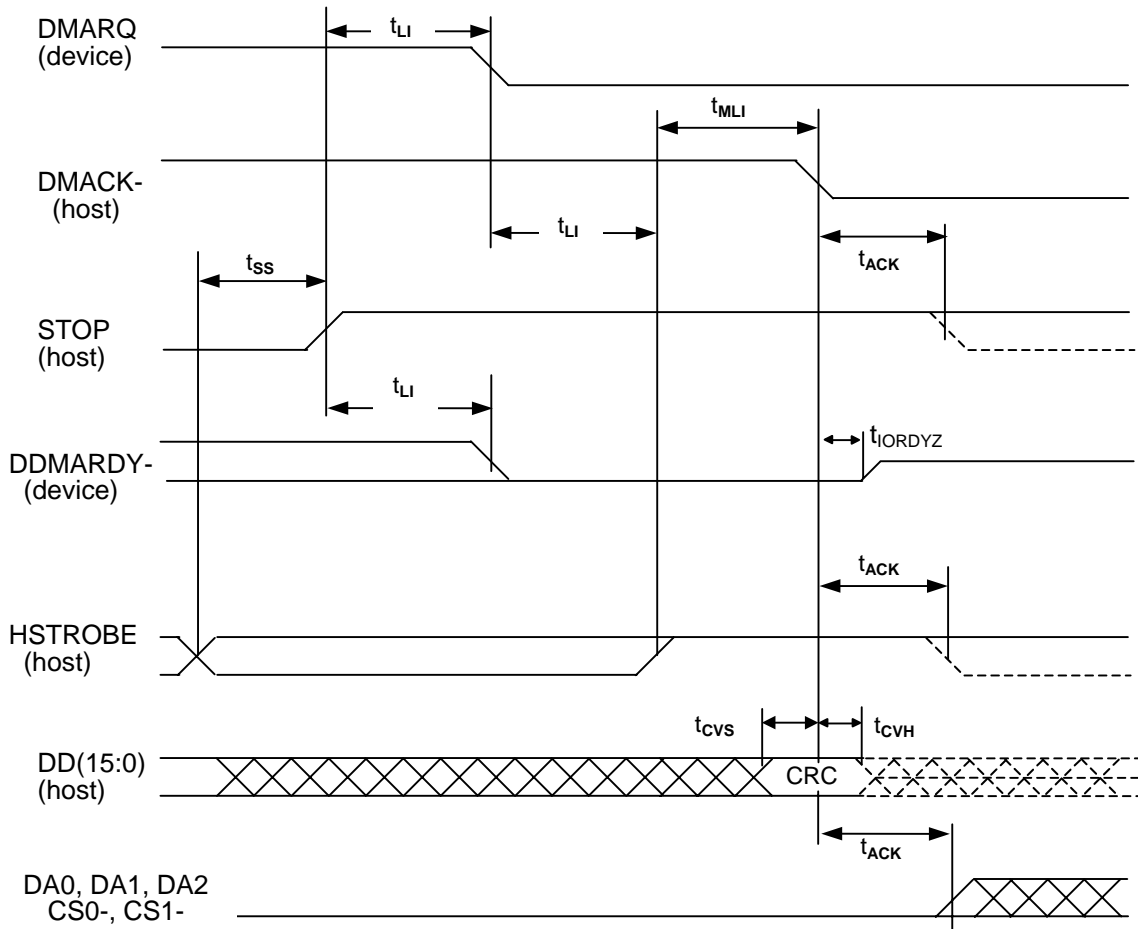 DMARQ
(device)
tLI
tMLI
DMACK-
(host)
tLI
tACK
tSS
STOP
(host)
tLI
tIORDYZ
DDMARDY-
(device)
tACK
HSTROBE
(host)
tCVS
tCVH
DD(15:0)
(host)
CRC
tACK
DA0, DA1, DA2
CS0-, CS1-